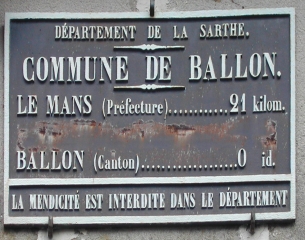 DÉPARTEMENT DE LA SARTHE.
COMMUNE DE BALLON.
LE MANS (Préfecture)........... 21 kilom.
BALLON (Canton)................ 0 id.
LA MENDICITÉ EST INTERDITE DANS LE DÉPARTEMENT